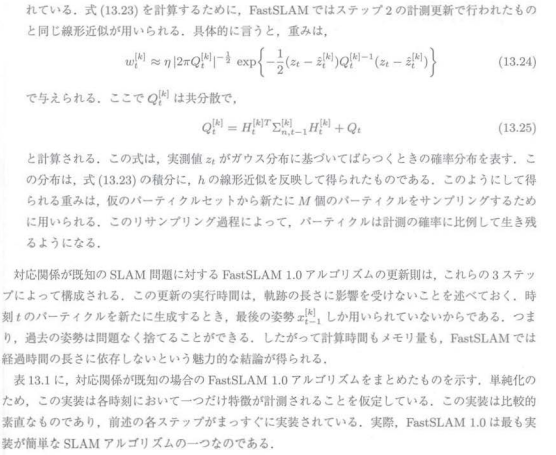 れている．式 (13.23) を計算するために，FastSLAM ではステップ 2 の計測更新で行われたもの
と同じ線形近似が用いられる．具体的に言うと，重みは，
w_t^{[k]} ≈ η |2πQ_t^{[k]}|^{-1/2} exp{-1/2 (z_t − ẑ_t^{[k]}) Q_t^{[k]-1} (z_t − ẑ_t^{[k]})} (13.24)
で与えられる．ここで Q_t^{[k]} は共分散で，
Q_t^{[k]} = H_t^{[k]T} Σ_{n,t−1}^{[k]} H_t^{[k]} + Q_t (13.25)
と計算される．この式は，実測値 z_t がガウス分布に基づいてばらつくときの確率分布を表す．こ
の分布は，式 (13.23) の積分に，h の線形近似を反映して得られたものである．このようにして得
られる重みは，仮のパーティクルセットから新たに M 個のパーティクルをサンプリングするため
に用いられる．このリサンプリング過程によって，パーティクルは計測の確率に比例して生き残
るようになる．
対応関係が既知の SLAM 問題に対する FastSLAM 1.0 アルゴリズムの更新則は，これらの 3 ステッ
プによって構成される．この更新の実行時間は，軌跡の長さに影響を受けないことを述べておく．時
刻 t のパーティクルを新たに生成するとき，最後の姿勢 x_{t−1}^{[k]} しか用いられていないからである．つま
り，過去の姿勢は問題なく捨てることができる．したがって計算時間もメモリ量も，FastSLAM では
経過時間の長さに依存しないという魅力的な結論が得られる．
表 13.1 に，対応関係が既知の場合の FastSLAM 1.0 アルゴリズムをまとめたものを示す．単純化の
ため，この実装は各時刻において一つだけ特徴が計測されることを仮定している．この実装は比較的
素直なものであり，前述の各ステップがまっすぐに実装されている．実際，FastSLAM 1.0 は最も実
装が簡単な SLAM アルゴリズムの一つなのである．